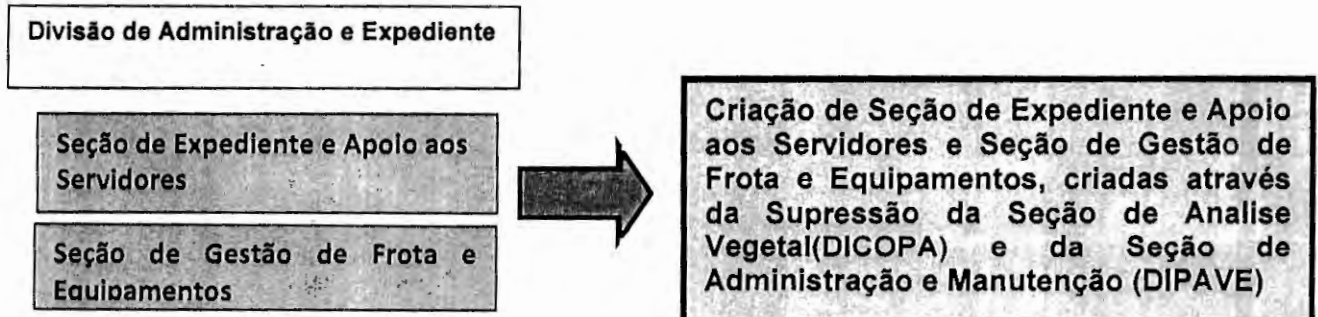 Divisão de Administração e Expediente
Seção de Expediente e Apoio aos
Servidores
Seção de Gestão de Frota e
Equipamentos
Criação de Seção de Expediente e Apoio
aos Servidores e Seção de Gestão de
Frota e Equipamentos, criadas através
da Supressão da Seção de Analise
Vegetal(DICOPA) e da Seção de
Administração e Manutenção (DIPAVE)